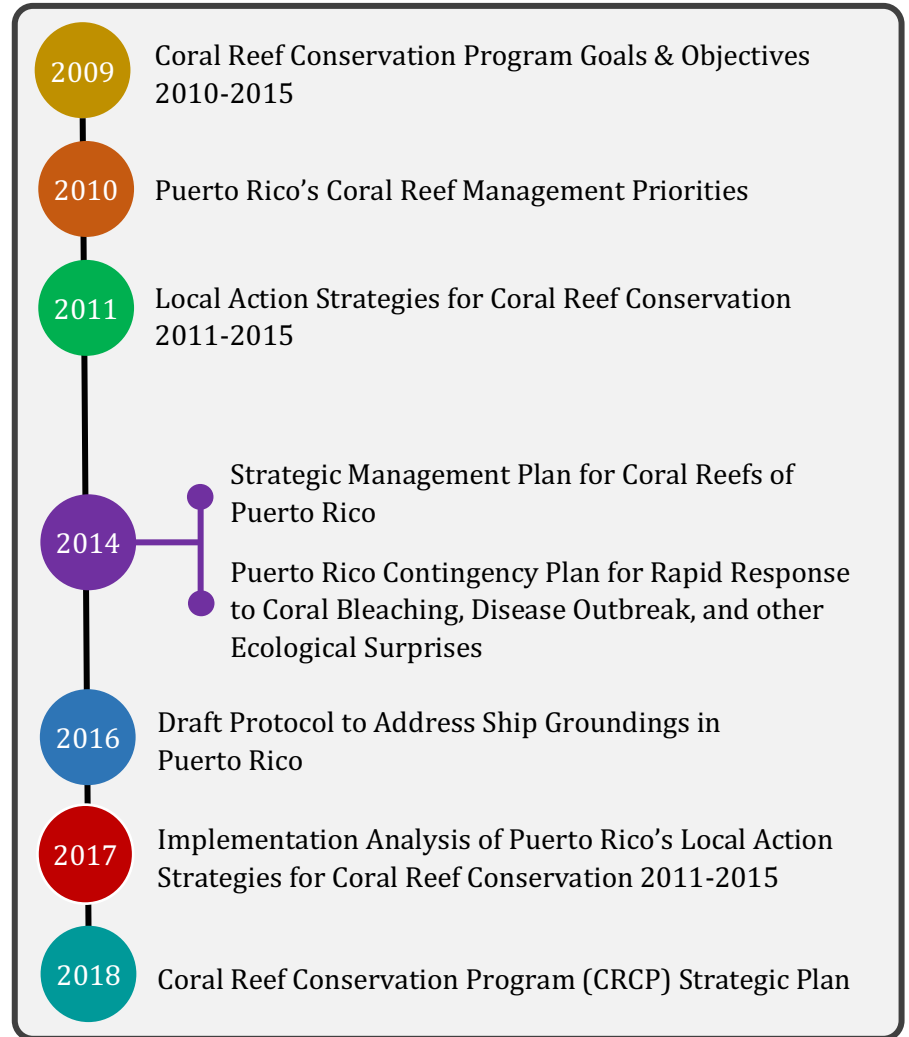 2009
Coral Reef Conservation Program Goals & Objectives
2010-2015
2010
Puerto Rico’s Coral Reef Management Priorities
2011
Local Action Strategies for Coral Reef Conservation
2011-2015
2014
Strategic Management Plan for Coral Reefs of
Puerto Rico
Puerto Rico Contingency Plan for Rapid Response
to Coral Bleaching, Disease Outbreak, and other
Ecological Surprises
2016
Draft Protocol to Address Ship Groundings in
Puerto Rico
2017
Implementation Analysis of Puerto Rico’s Local Action
Strategies for Coral Reef Conservation 2011-2015
2018
Coral Reef Conservation Program (CRCP) Strategic Plan